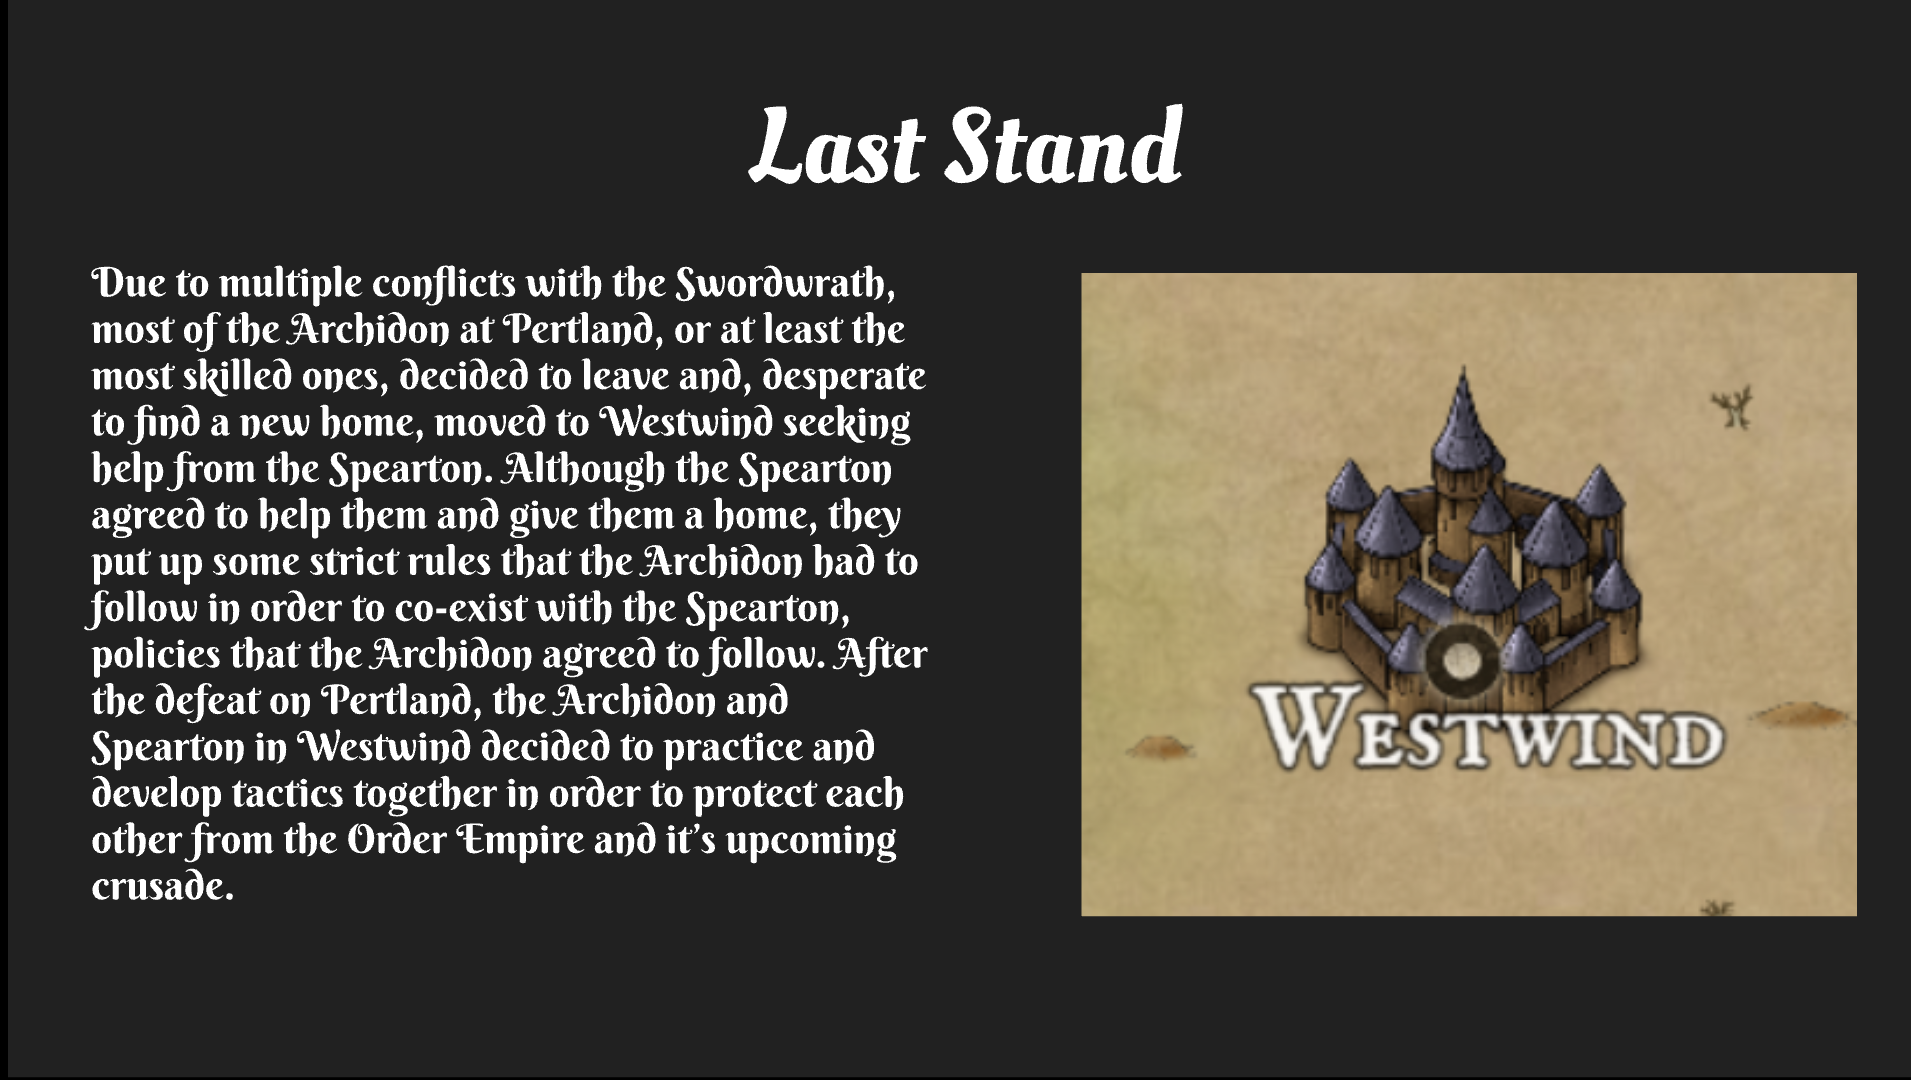 Last Stand
Due to multiple conflicts with the Swordwrath,
most of the Archidon at Pertland, or at least the
most skilled ones, decided to leave and, desperate
to find a new home, moved to Westwind seeking
help from the Spearton. Although the Spearton
agreed to help them and give them a home, they
put up some strict rules that the Archidon had to
follow in order to co-exist with the Spearton,
policies that the Archidon agreed to follow. After
the defeat on Pertland, the Archidon and
Spearton in Westwind decided to practice and
develop tactics together in order to protect each
other from the Order Empire and it's upcoming
crusade.
WESTWIND